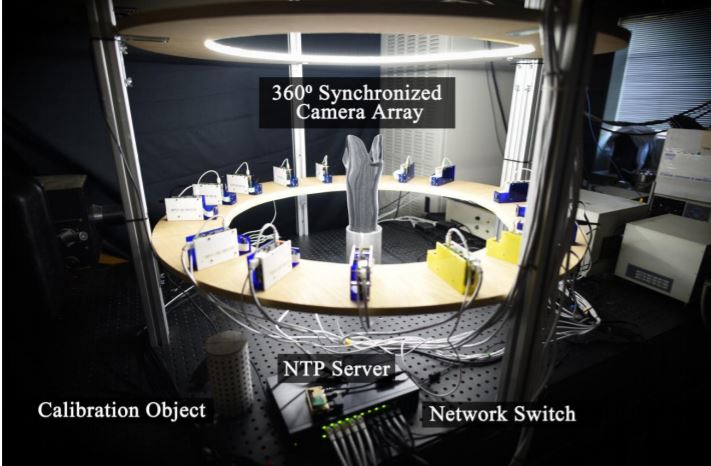 360º Synchronized
Camera Array
NTP Server
Calibration Object
Network Switch